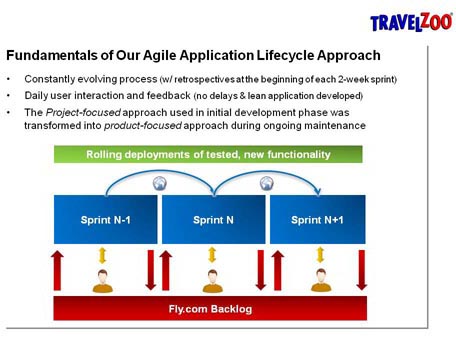 TRAVELZOO®
Fundamentals of Our Agile Application Lifecycle Approach
• Constantly evolving process (w/ retrospectives at the beginning of each 2-week sprint)
• Daily user interaction and feedback (no delays & lean application developed)
• The Project-focused approach used in initial development phase was
transformed into product-focused approach during ongoing maintenance
Rolling deployments of tested, new functionality
Sprint N-1 Sprint N Sprint N+1
Fly.com Backlog